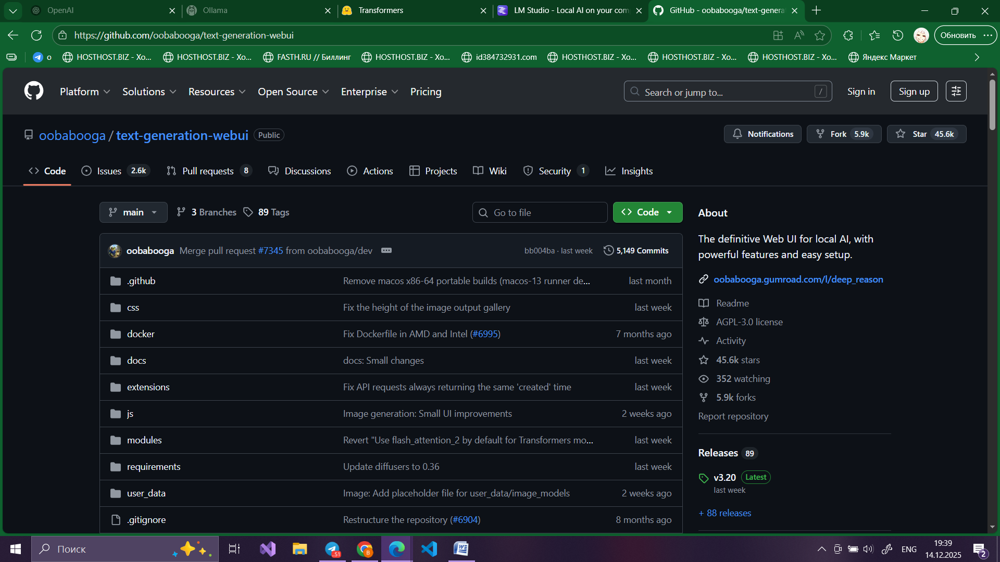 OpenAI
Ollama
Transformers
LM Studio - Local AI on your com
GitHub - oobabooga/text-genera
https://github.com/oobabooga/text-generation-webui
Обновить
о
HOSTHOST.BIZ - Хо...
HOSTHOST.BIZ - Хо...
FASTH.RU // Биллинг
HOSTHOST.BIZ - Хо...
id384732931.com
HOSTHOST.BIZ - Хо...
HOSTHOST.BIZ - Хо...
HOSTHOST.BIZ - Хо...
Яндекс Маркет
Platform
Solutions
Resources
Open Source
Enterprise
Pricing
Search or jump to...
/
Sign in
Sign up
oobabooga / text-generation-webui
Public
Notifications
Fork 5.9k
Star 45.6k
Code
Issues 2.6k
Pull requests 8
Discussions
Actions
Projects
Wiki
Security 1
Insights
main
3 Branches
89 Tags
Go to file
Code
oobabooga Merge pull request #7345 from oobabooga/dev
bb004ba · last week
5,149 Commits
.github
Remove macos x86-64 portable builds (macos-13 runner de...
last month
css
Fix the height of the image output gallery
last week
docker
Fix Dockerfile in AMD and Intel (#6995)
7 months ago
docs
docs: Small changes
last week
extensions
Fix API requests always returning the same 'created' time
last week
js
Image generation: Small UI improvements
2 weeks ago
modules
Revert "Use flash_attention_2 by default for Transformers mo...
last week
requirements
Update diffusers to 0.36
last week
user_data
Image: Add placeholder file for user_data/image_models
2 weeks ago
.gitignore
Restructure the repository (#6904)
8 months ago
About
The definitive Web UI for local AI, with
powerful features and easy setup.
oobabooga.gumroad.com/l/deep_reason
Readme
AGPL-3.0 license
Activity
45.6k stars
352 watching
5.9k forks
Report repository
Releases 89
v3.20 Latest
last week
+ 88 releases
Поиск
51
B
ENG
19:39
14.12.2025
2